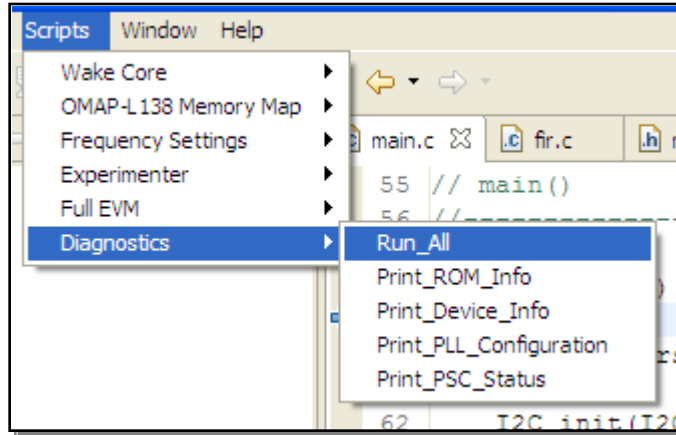 Scripts Window Help
Wake Core
OMAP-L138 Memory Map
Frequency Settings
Experimenter
Full EVM
Diagnostics
Run_All
Print_ROM_Info
Print_Device_Info
Print_PLL_Configuration
Print_PSC_Status
main.c fir.c
55 // main()
56 //---------------
62 I2C_init(I2C